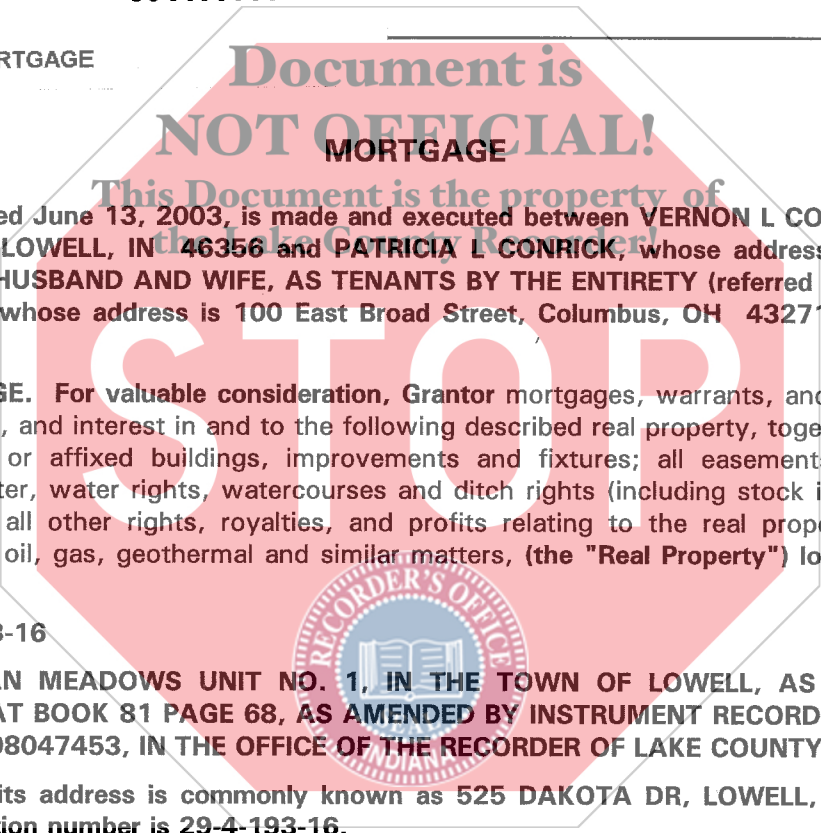 RTGAGE
Document is
NOT OFFICIAL!
MORTGAGE
This Document is the property of
the Lake County Recorder!
ed June 13, 2003, is made and executed between VERNON L CO
LOWELL, IN 46356 and PATRICIA L CONRICK, whose address
HUSBAND AND WIFE, AS TENANTS BY THE ENTIRETY (referred
whose address is 100 East Broad Street, Columbus, OH 43271
STOP
GE. For valuable consideration, Grantor mortgages, warrants, and
, and interest in and to the following described real property, toge
or affixed buildings, improvements and fixtures; all easement
ter, water rights, watercourses and ditch rights (including stock i
all other rights, royalties, and profits relating to the real prope
oil, gas, geothermal and similar matters, (the "Real Property") lo
RECORDER'S OFFICE
SEAL
INDIANA
3-16
AN MEADOWS UNIT NO. 1, IN THE TOWN OF LOWELL, AS
AT BOOK 81 PAGE 68, AS AMENDED BY INSTRUMENT RECORD
98047453, IN THE OFFICE OF THE RECORDER OF LAKE COUNTY
its address is commonly known as 525 DAKOTA DR, LOWELL,
tion number is 29-4-193-16.